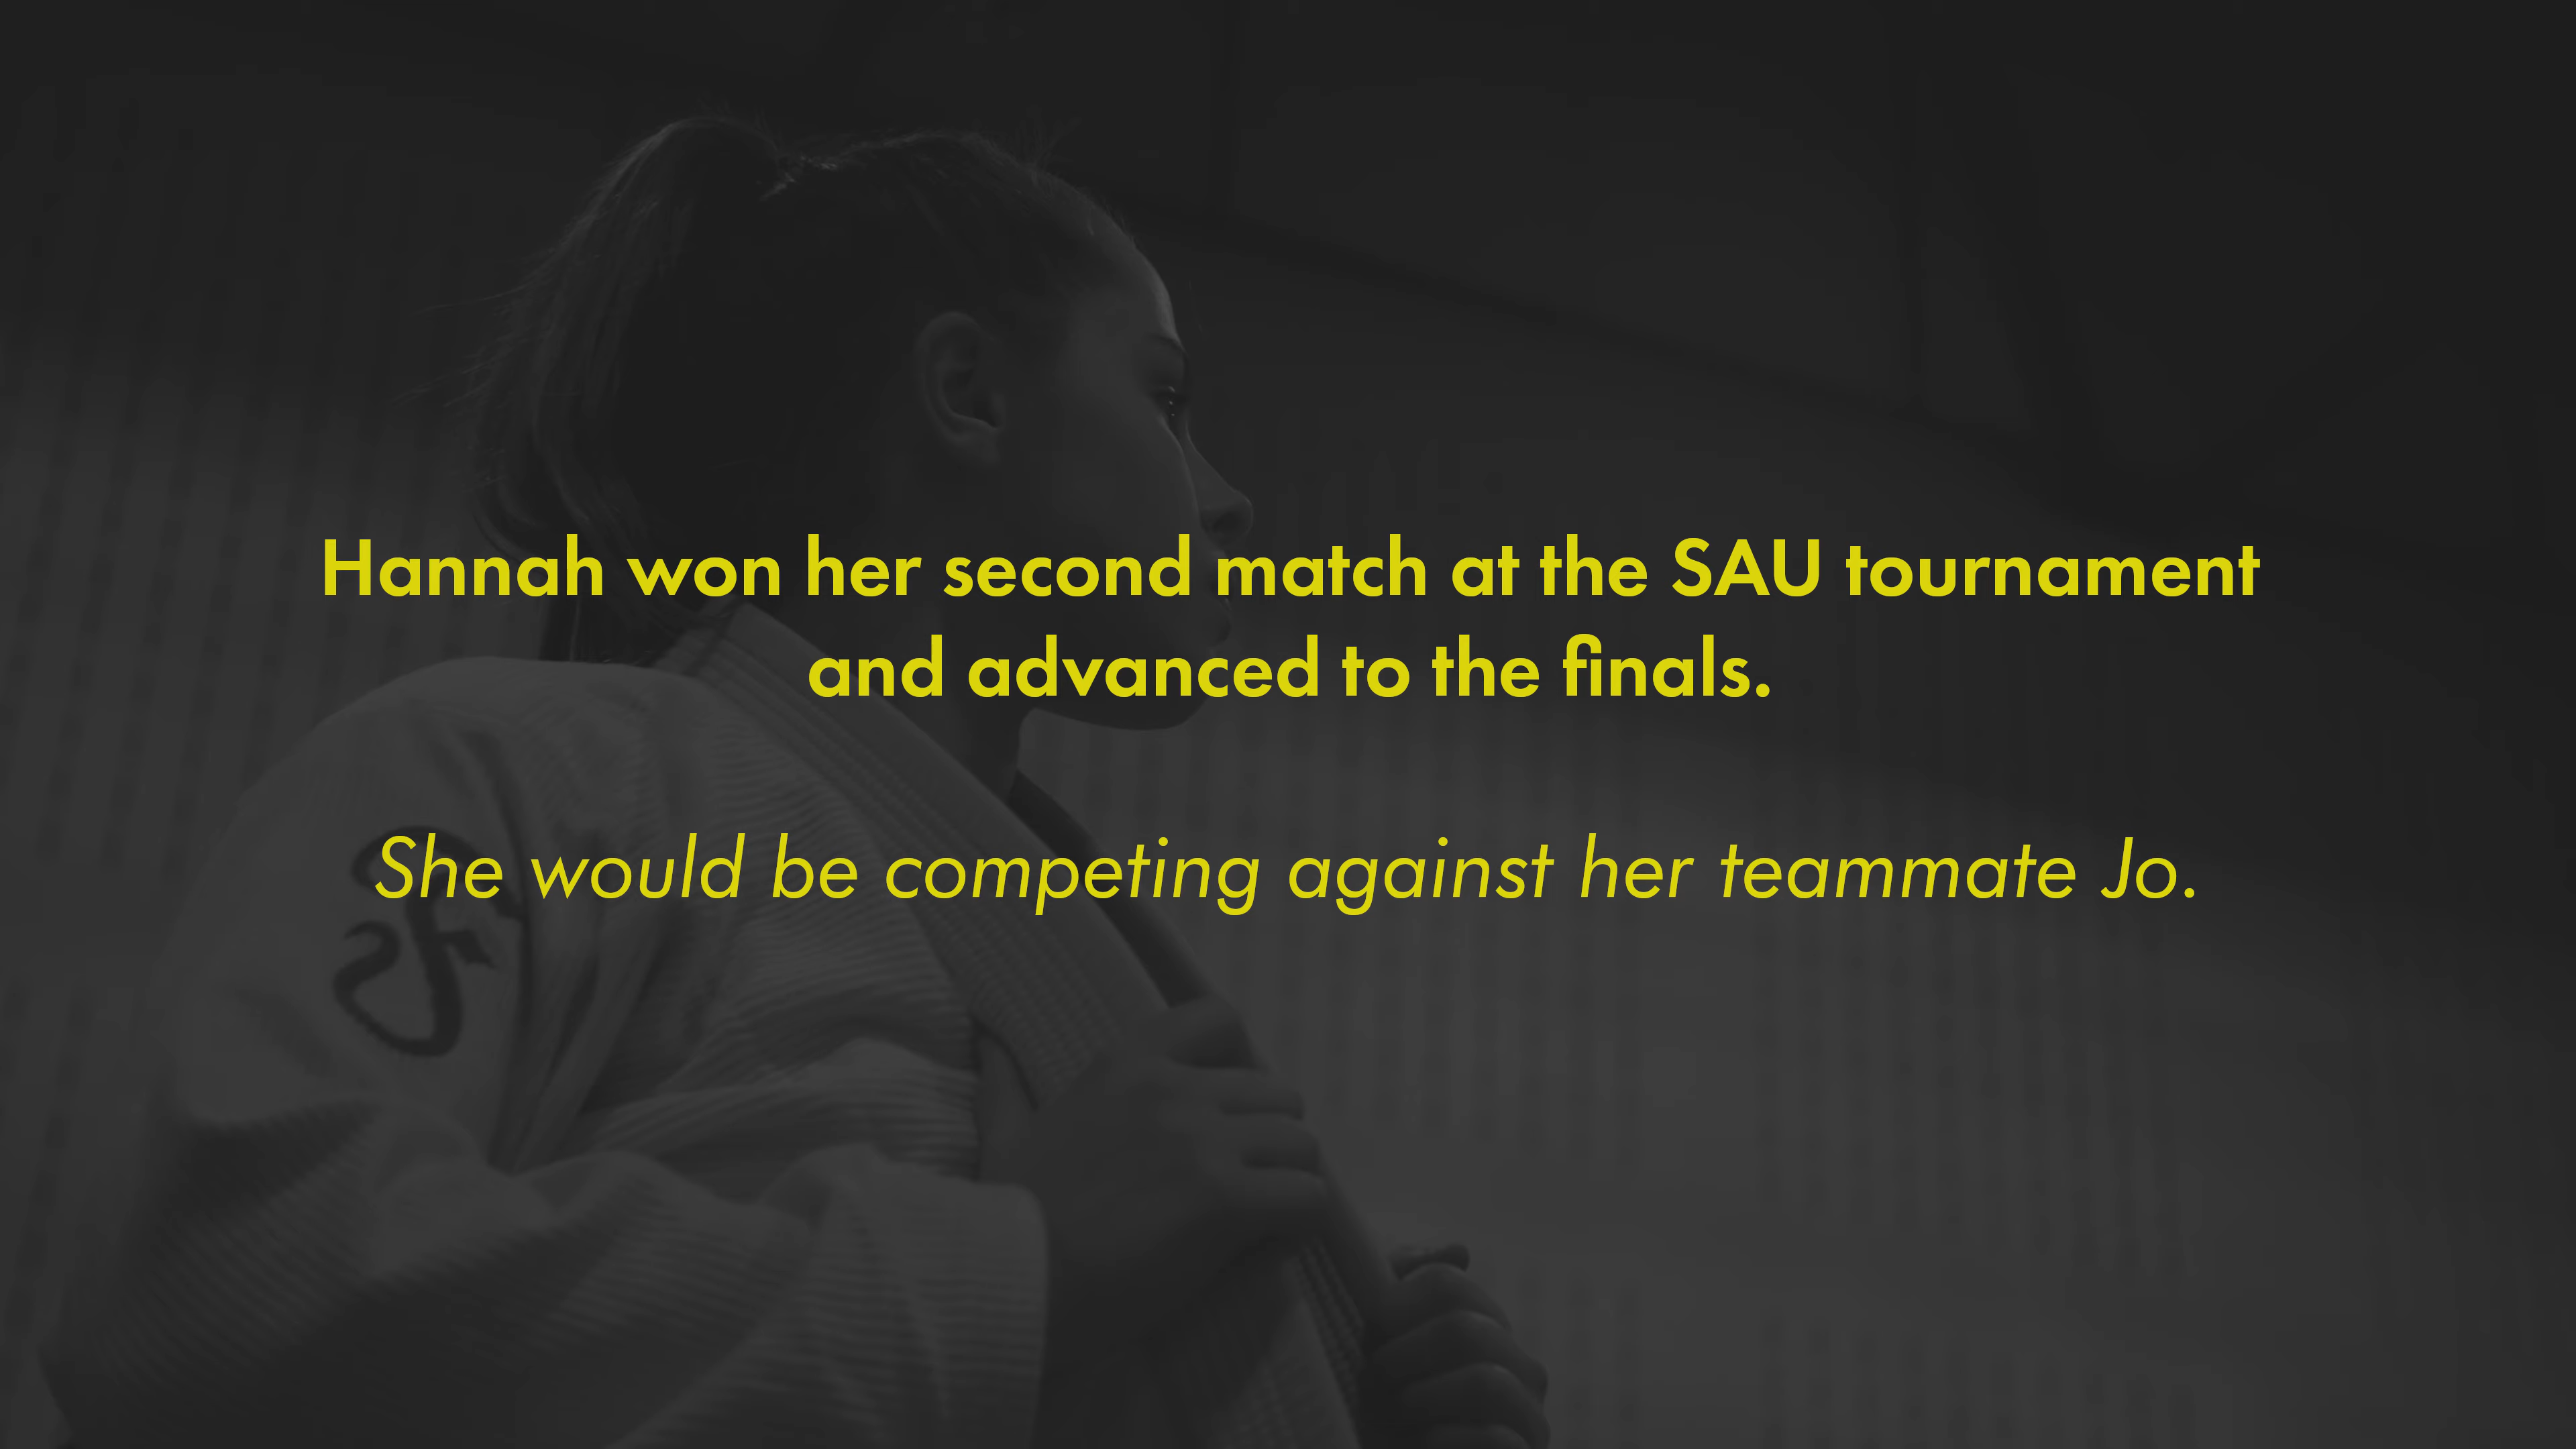 Hannah won her second match at the SAU tournament
and advanced to the finals.
She would be competing against her teammate Jo.